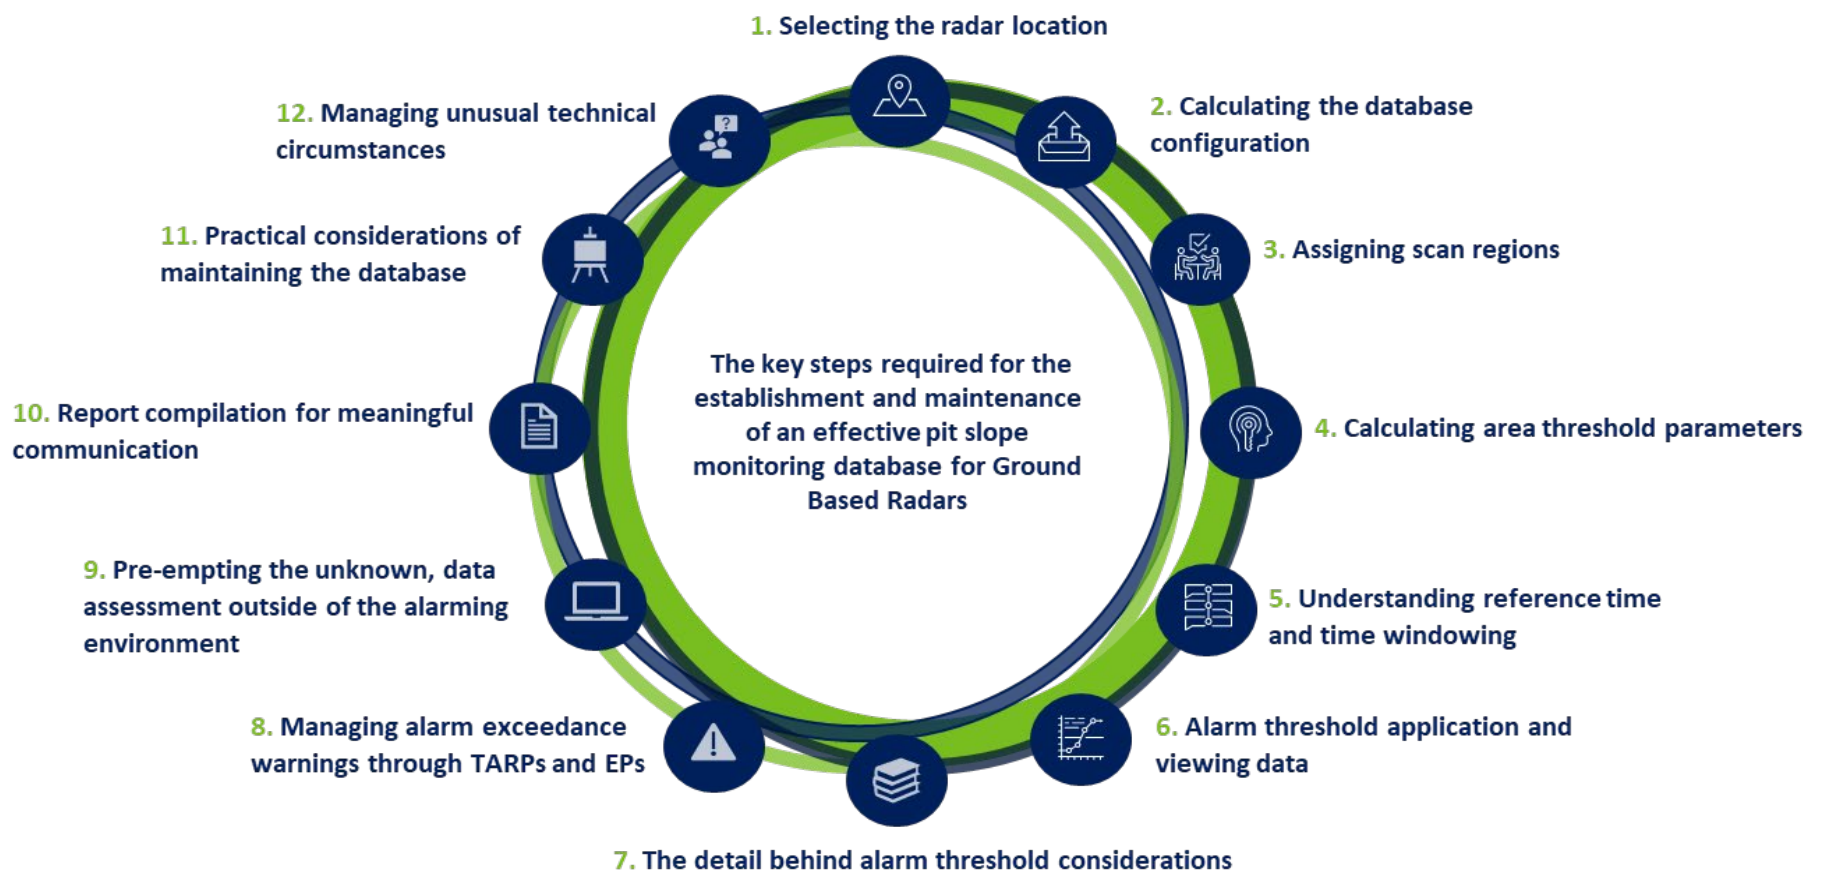 1. Selecting the radar location
2. Calculating the database
configuration
3. Assigning scan regions
4. Calculating area threshold parameters
5. Understanding reference time
and time windowing
6. Alarm threshold application and
viewing data
7. The detail behind alarm threshold considerations
8. Managing alarm exceedance
warnings through TARPs and EPs
9. Pre-empting the unknown, data
assessment outside of the alarming
environment
10. Report compilation for meaningful
communication
11. Practical considerations of
maintaining the database
12. Managing unusual technical
circumstances
?
The key steps required for the
establishment and maintenance
of an effective pit slope
monitoring database for Ground
Based Radars